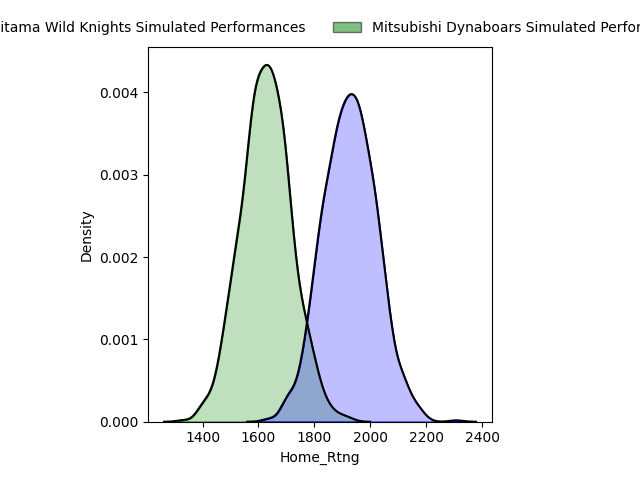 itama Wild Knights Simulated Performances
Mitsubishi Dynaboars Simulated Perfor
0.004
0.003
0.002
0.001
0.000
Density
1400 1600 1800 2000 2200 2400
Home_Rtng